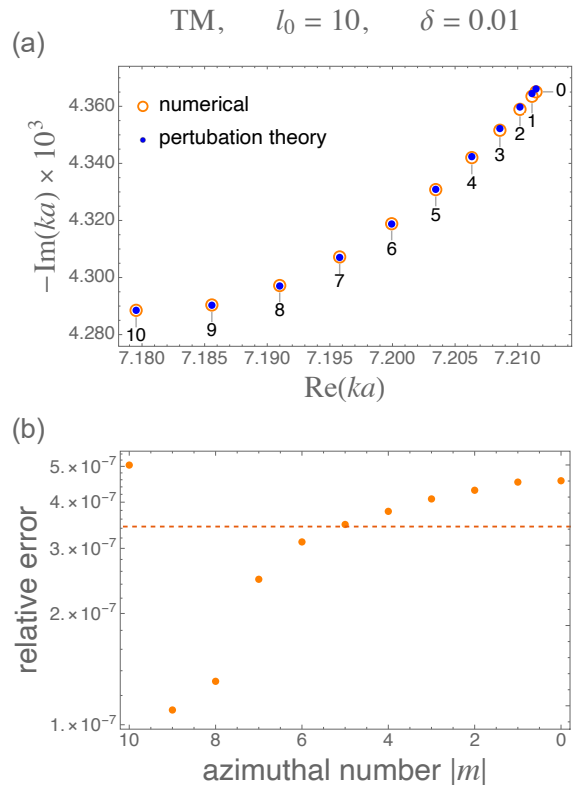 TM, l₀ = 10, δ = 0.01
(a)
numerical
pertubation theory
0
1
2
3
4
5
6
7
8
9
10
4.360
4.340
4.320
4.300
4.280
−Im(ka) × 10³
7.180 7.185 7.190 7.195 7.200 7.205 7.210
Re(ka)
(b)
5. × 10⁻⁷
4. × 10⁻⁷
3. × 10⁻⁷
2. × 10⁻⁷
1. × 10⁻⁷
relative error
10 8 6 4 2 0
azimuthal number |m|